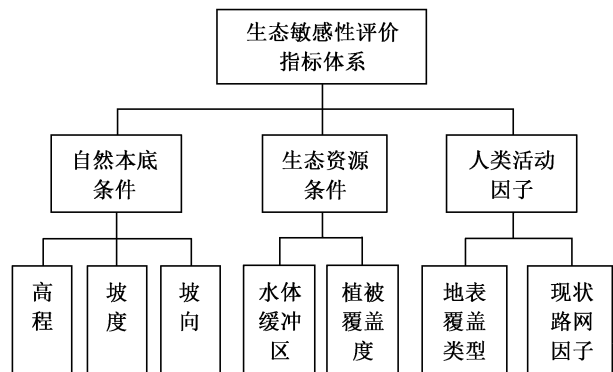 生态敏感性评价
指标体系
自然本底
条件
生态资源
条件
人类活动
因子
高
程
坡
度
坡
向
水体
缓冲
区
植被
覆盖
度
地表
覆盖
类型
现状
路网
因子